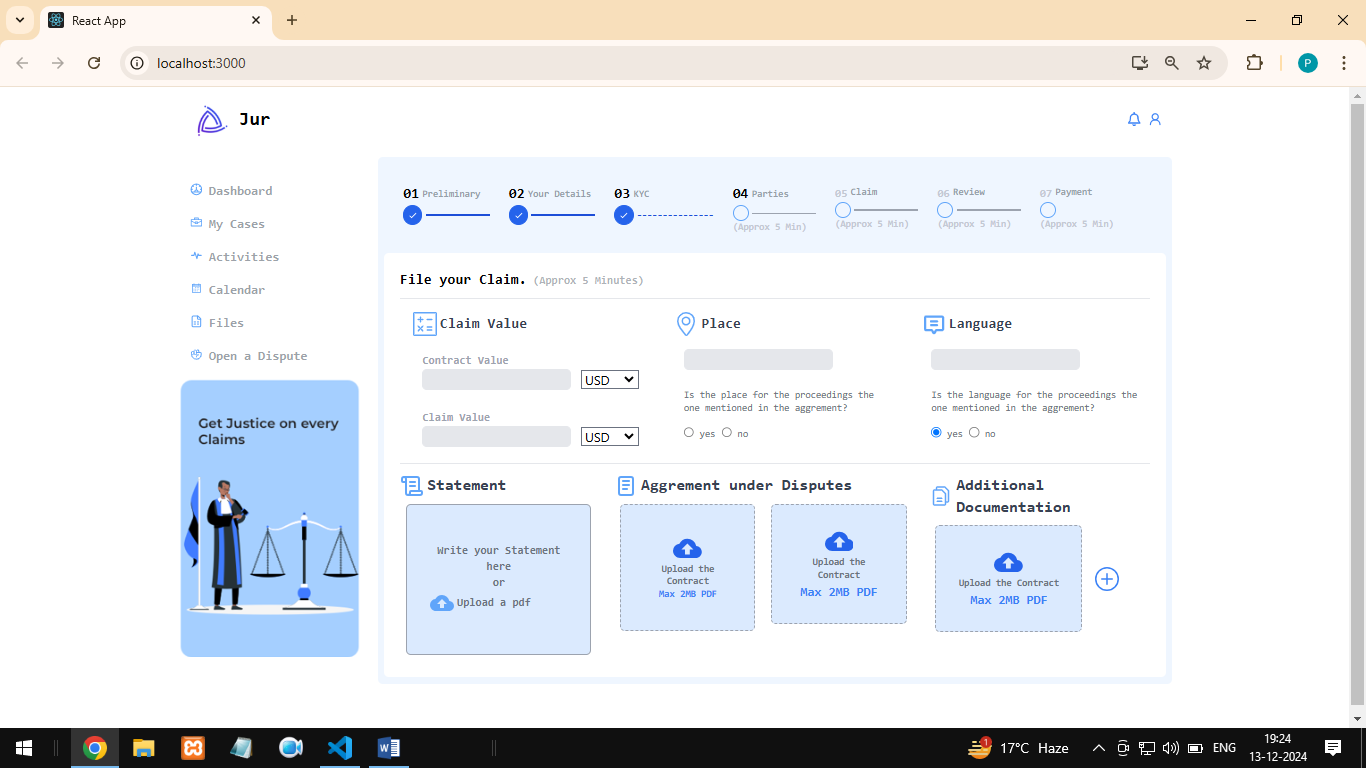 React App
localhost:3000
P
Jur
Dashboard
My Cases
Activities
Calendar
Files
Open a Dispute
Get Justice on every
Claims
01 Preliminary
02 Your Details
03 KYC
04 Parties
(Approx 5 Min)
05 Claim
(Approx 5 Min)
06 Review
(Approx 5 Min)
07 Payment
(Approx 5 Min)
File your Claim. (Approx 5 Minutes)
Claim Value
Contract Value
USD
Claim Value
USD
Place
Is the place for the proceedings the
one mentioned in the aggrement?
yes no
Language
Is the language for the proceedings the
one mentioned in the aggrement?
yes no
Statement
Write your Statement
here
or
Upload a pdf
Aggrement under Disputes
Upload the
Contract
Max 2MB PDF
Upload the
Contract
Max 2MB PDF
Additional
Documentation
Upload the Contract
Max 2MB PDF
1
17°C Haze
ENG
19:24
13-12-2024